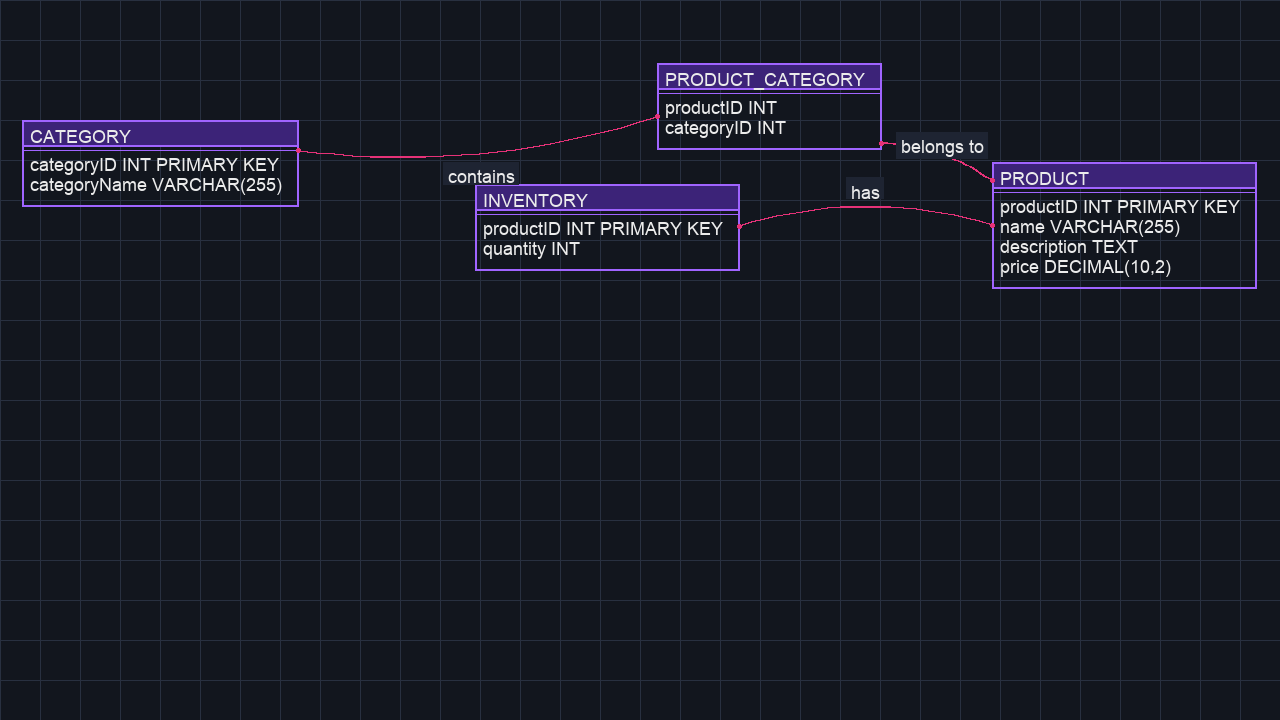 PRODUCT_CATEGORY
productID INT
categoryID INT
CATEGORY
categoryID INT PRIMARY KEY
categoryName VARCHAR(255)
belongs to
contains
INVENTORY
productID INT PRIMARY KEY
quantity INT
has
PRODUCT
productID INT PRIMARY KEY
name VARCHAR(255)
description TEXT
price DECIMAL(10,2)